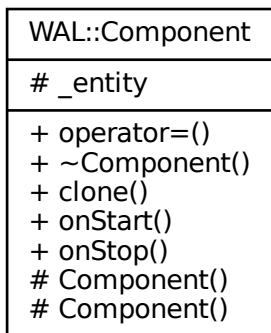 WAL::Component
# _entity
+ operator=()
+ ~Component()
+ clone()
+ onStart()
+ onStop()
# Component()
# Component()